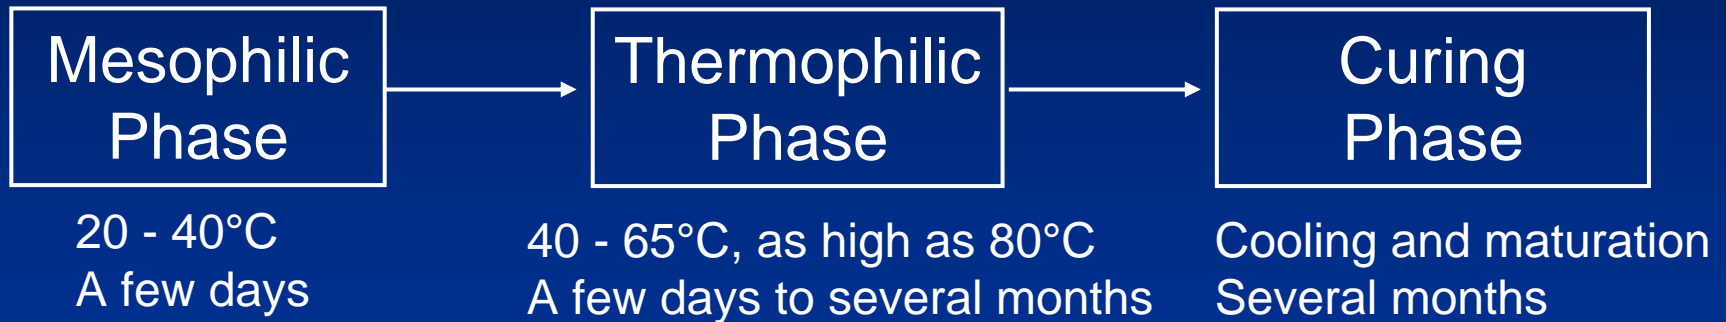 Mesophilic
Phase
20 - 40°C
A few days
Thermophilic
Phase
40 - 65°C, as high as 80°C
A few days to several months
Curing
Phase
Cooling and maturation
Several months